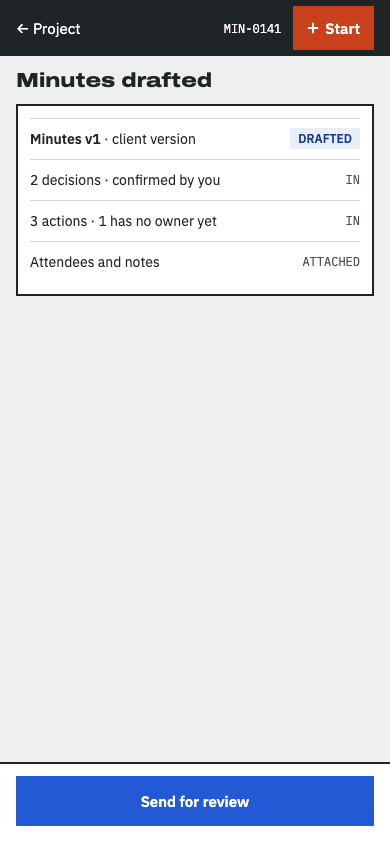 ← Project MIN-0141 + Start
Minutes drafted
Minutes v1 · client version DRAFTED
2 decisions · confirmed by you IN
3 actions · 1 has no owner yet IN
Attendees and notes ATTACHED
Send for review